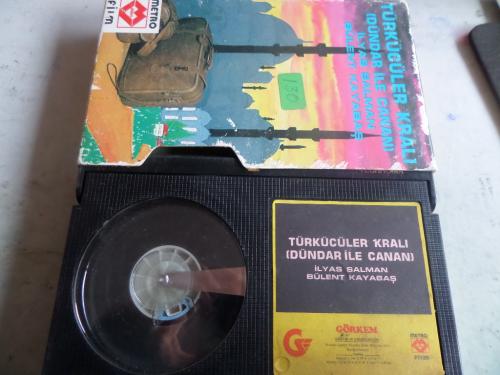 METRO
film
TÜRKÜCÜLER KRALI
(DÜNDAR İLE CANAN)
İLYAS SALMAN
BÜLENT KAYABAŞ
130
TÜRKÜCÜLER KRALI
(DÜNDAR İLE CANAN)
İLYAS SALMAN
BÜLENT KAYABAŞ
GÖRKEM
METRO